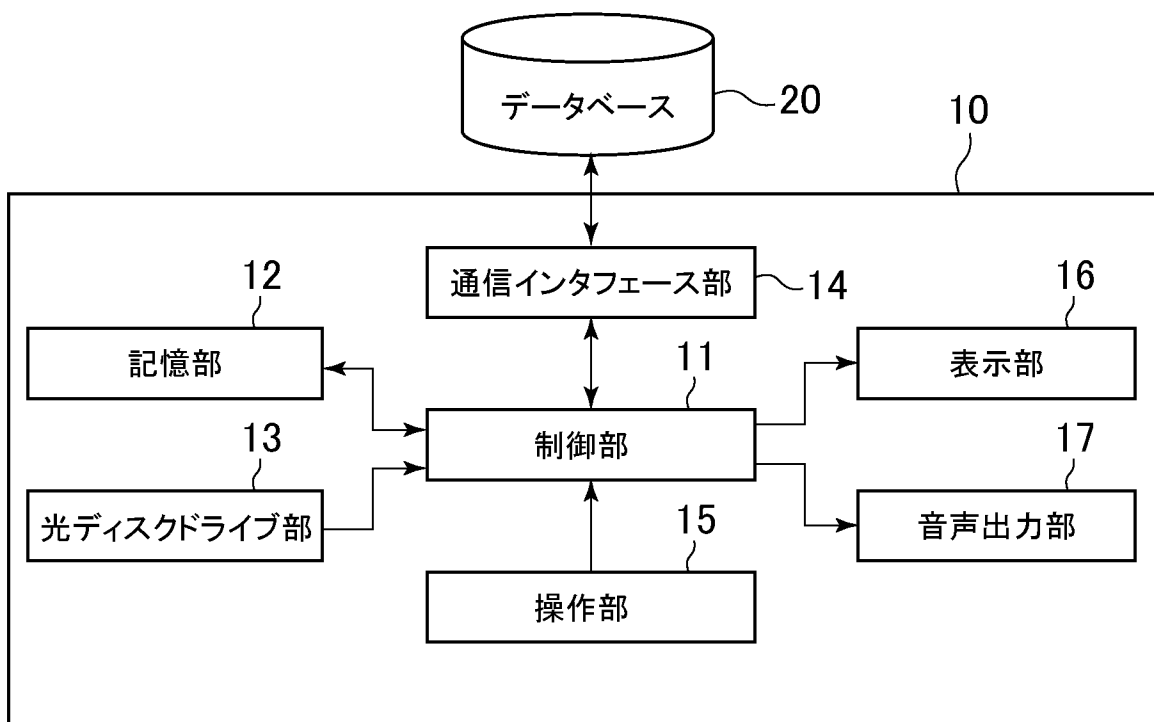 データベース
20
10
通信インタフェース部
14
12
記憶部
16
表示部
11
制御部
13
光ディスクドライブ部
17
音声出力部
15
操作部